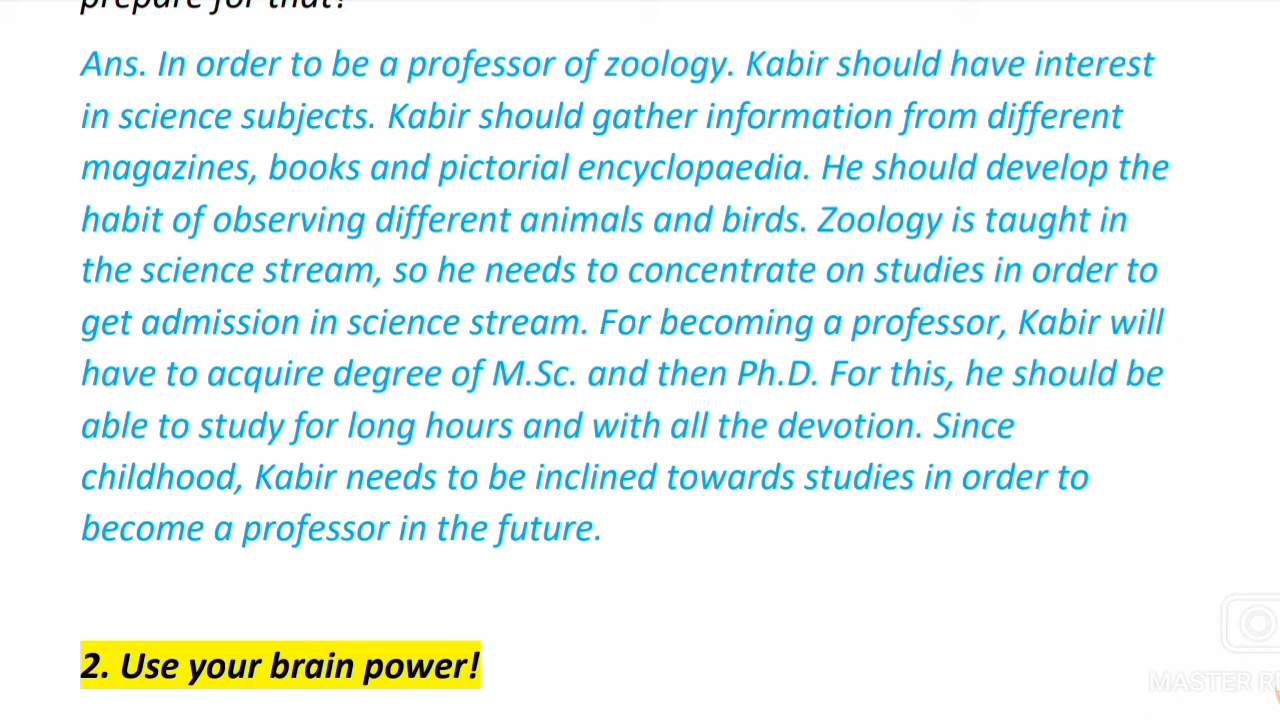 prepare for that?
Ans. In order to be a professor of zoology. Kabir should have interest
in science subjects. Kabir should gather information from different
magazines, books and pictorial encyclopaedia. He should develop the
habit of observing different animals and birds. Zoology is taught in
the science stream, so he needs to concentrate on studies in order to
get admission in science stream. For becoming a professor, Kabir will
have to acquire degree of M.Sc. and then Ph.D. For this, he should be
able to study for long hours and with all the devotion. Since
childhood, Kabir needs to be inclined towards studies in order to
become a professor in the future.
2. Use your brain power!
MASTER